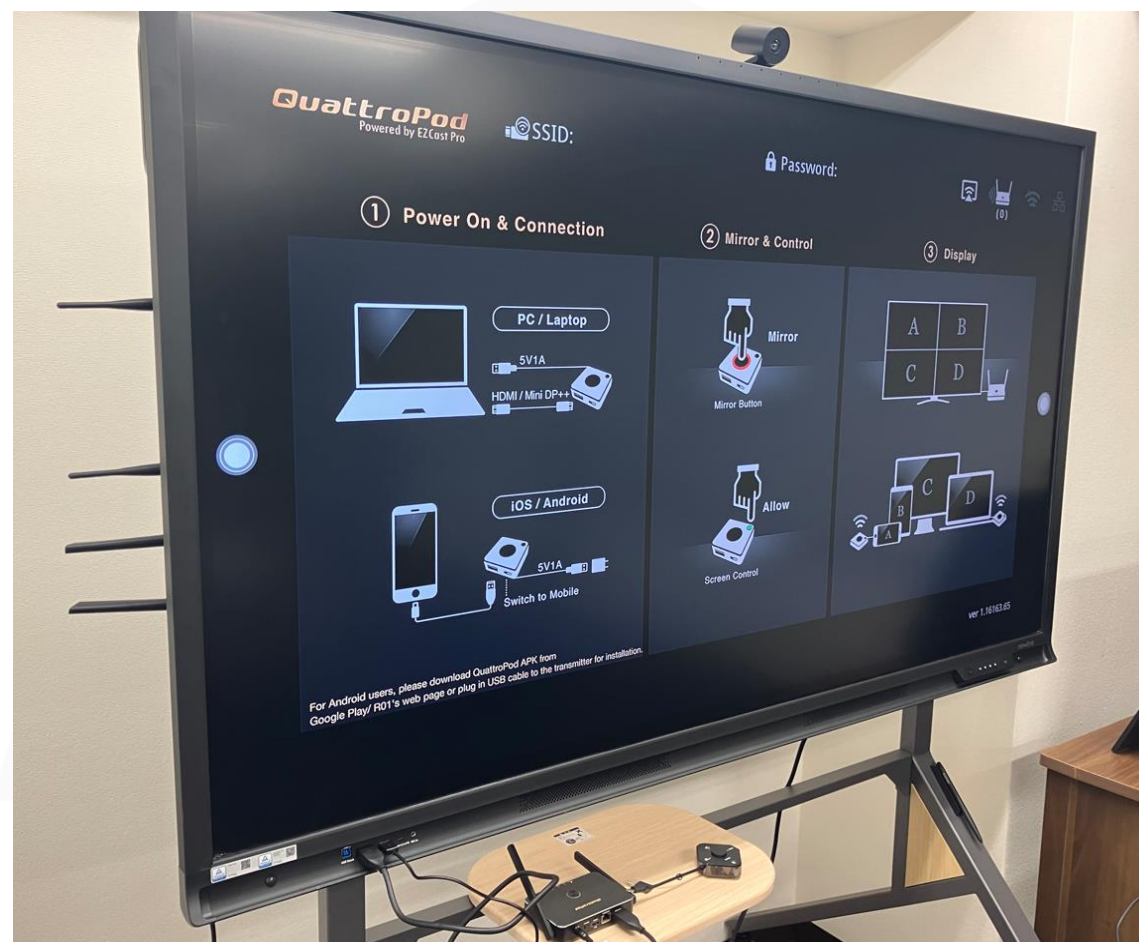 QuattroPod
Powered by EZCast Pro
SSID:
Password:
(0)
1 Power On & Connection
PC / Laptop
5V1A
HDMI / Mini DP++
iOS / Android
5V1A
Switch to Mobile
For Android users, please download QuattroPod APK from
Google Play/ R01's web page or plug in USB cable to the transmitter for installation.
2 Mirror & Control
Mirror
Mirror Button
Allow
Screen Control
3 Display
A B
C D
C
B
D
A
ver 1.16163.65